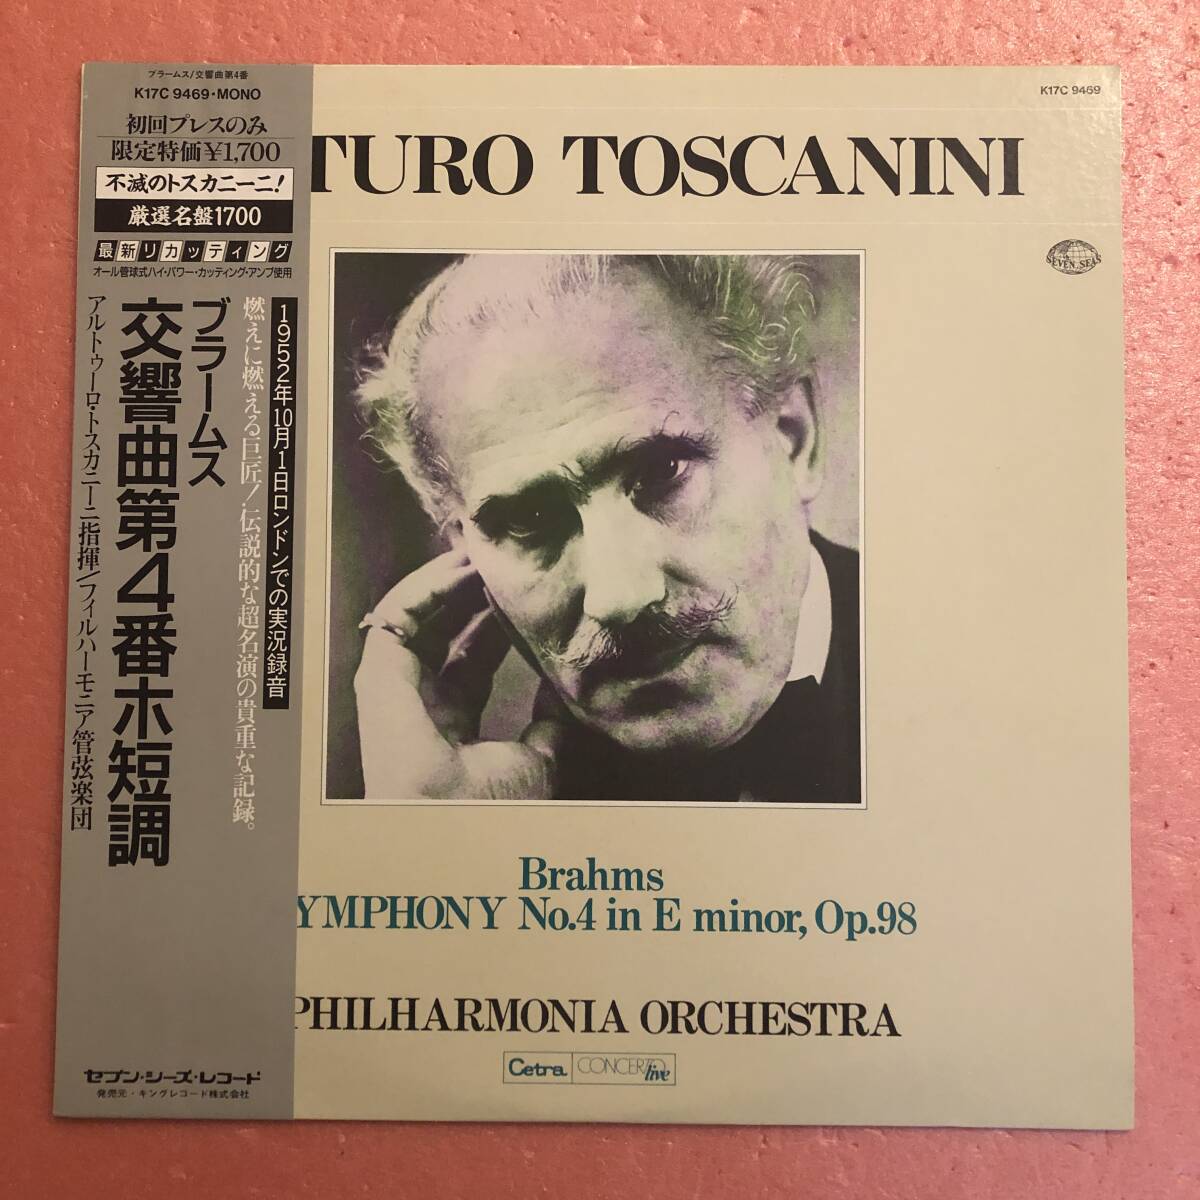 ブラームス/交響曲第4番
K17C 9469・MONO
初回プレスのみ
限定特価¥1,700
不滅のトスカニーニ!
厳選名盤1700
最新リカッティング
オール管球式ハイ・パワー・カッティング・アンプ使用
1952年10月1日ロンドンでの実況録音
燃えに燃える巨匠!伝説的な超名演の貴重な記録。
ブラームス
交響曲第4番ホ短調
アルトゥーロ・トスカニーニ指揮/フィルハーモニア管弦楽団
セブン・シーズ・レコード
発売元・キングレコード株式会社
K17C 9469
TURO TOSCANINI
SEVEN SEAS
Brahms
YMPHONY No.4 in E minor, Op.98
PHILHARMONIA ORCHESTRA
Cetra CONCERTO live